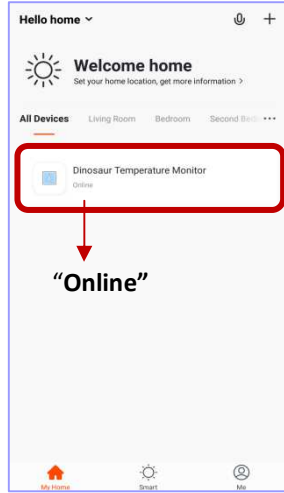 Hello home
Welcome home
Set your home location, get more information >
All Devices Living Room Bedroom Second Bed ...
Dinosaur Temperature Monitor
Online
“Online”
My Home Smart Me